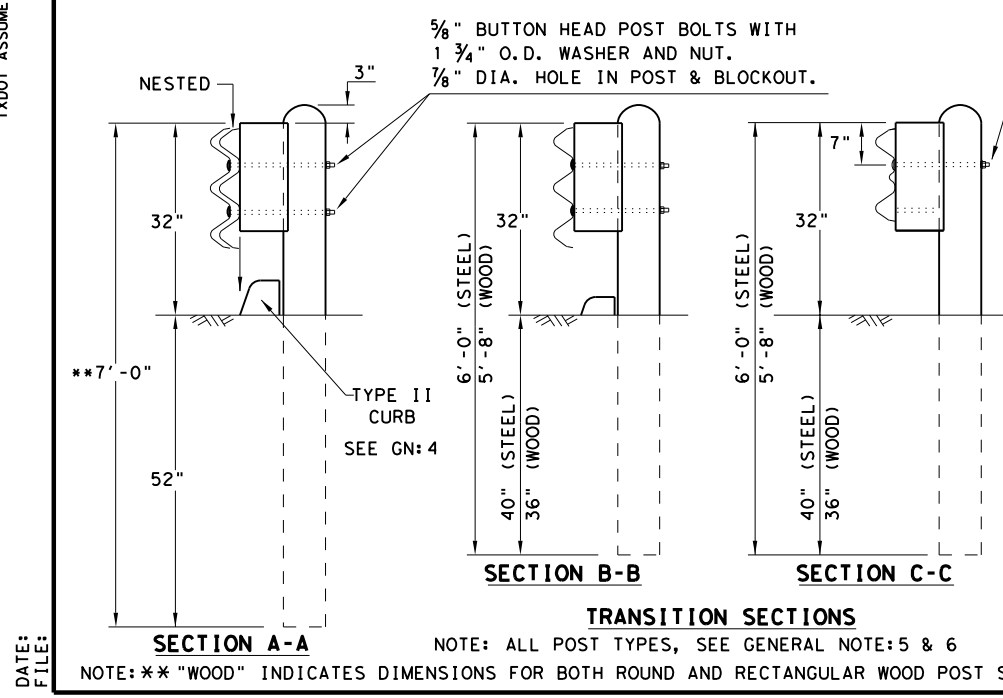 TXDOT ASSUME
⅝" BUTTON HEAD POST BOLTS WITH
1 ¾" O.D. WASHER AND NUT.
⅞" DIA. HOLE IN POST & BLOCKOUT.
NESTED
3"
32"
**7'-0"
52"
TYPE II
CURB
SEE GN:4
SECTION A-A
32"
6'-0" (STEEL)
5'-8" (WOOD)
40" (STEEL)
36" (WOOD)
SECTION B-B
7"
32"
6'-0" (STEEL)
5'-8" (WOOD)
40" (STEEL)
36" (WOOD)
SECTION C-C
TRANSITION SECTIONS
NOTE: ALL POST TYPES, SEE GENERAL NOTE:5 & 6
NOTE:** "WOOD" INDICATES DIMENSIONS FOR BOTH ROUND AND RECTANGULAR WOOD POST S
DATE:
FILE: